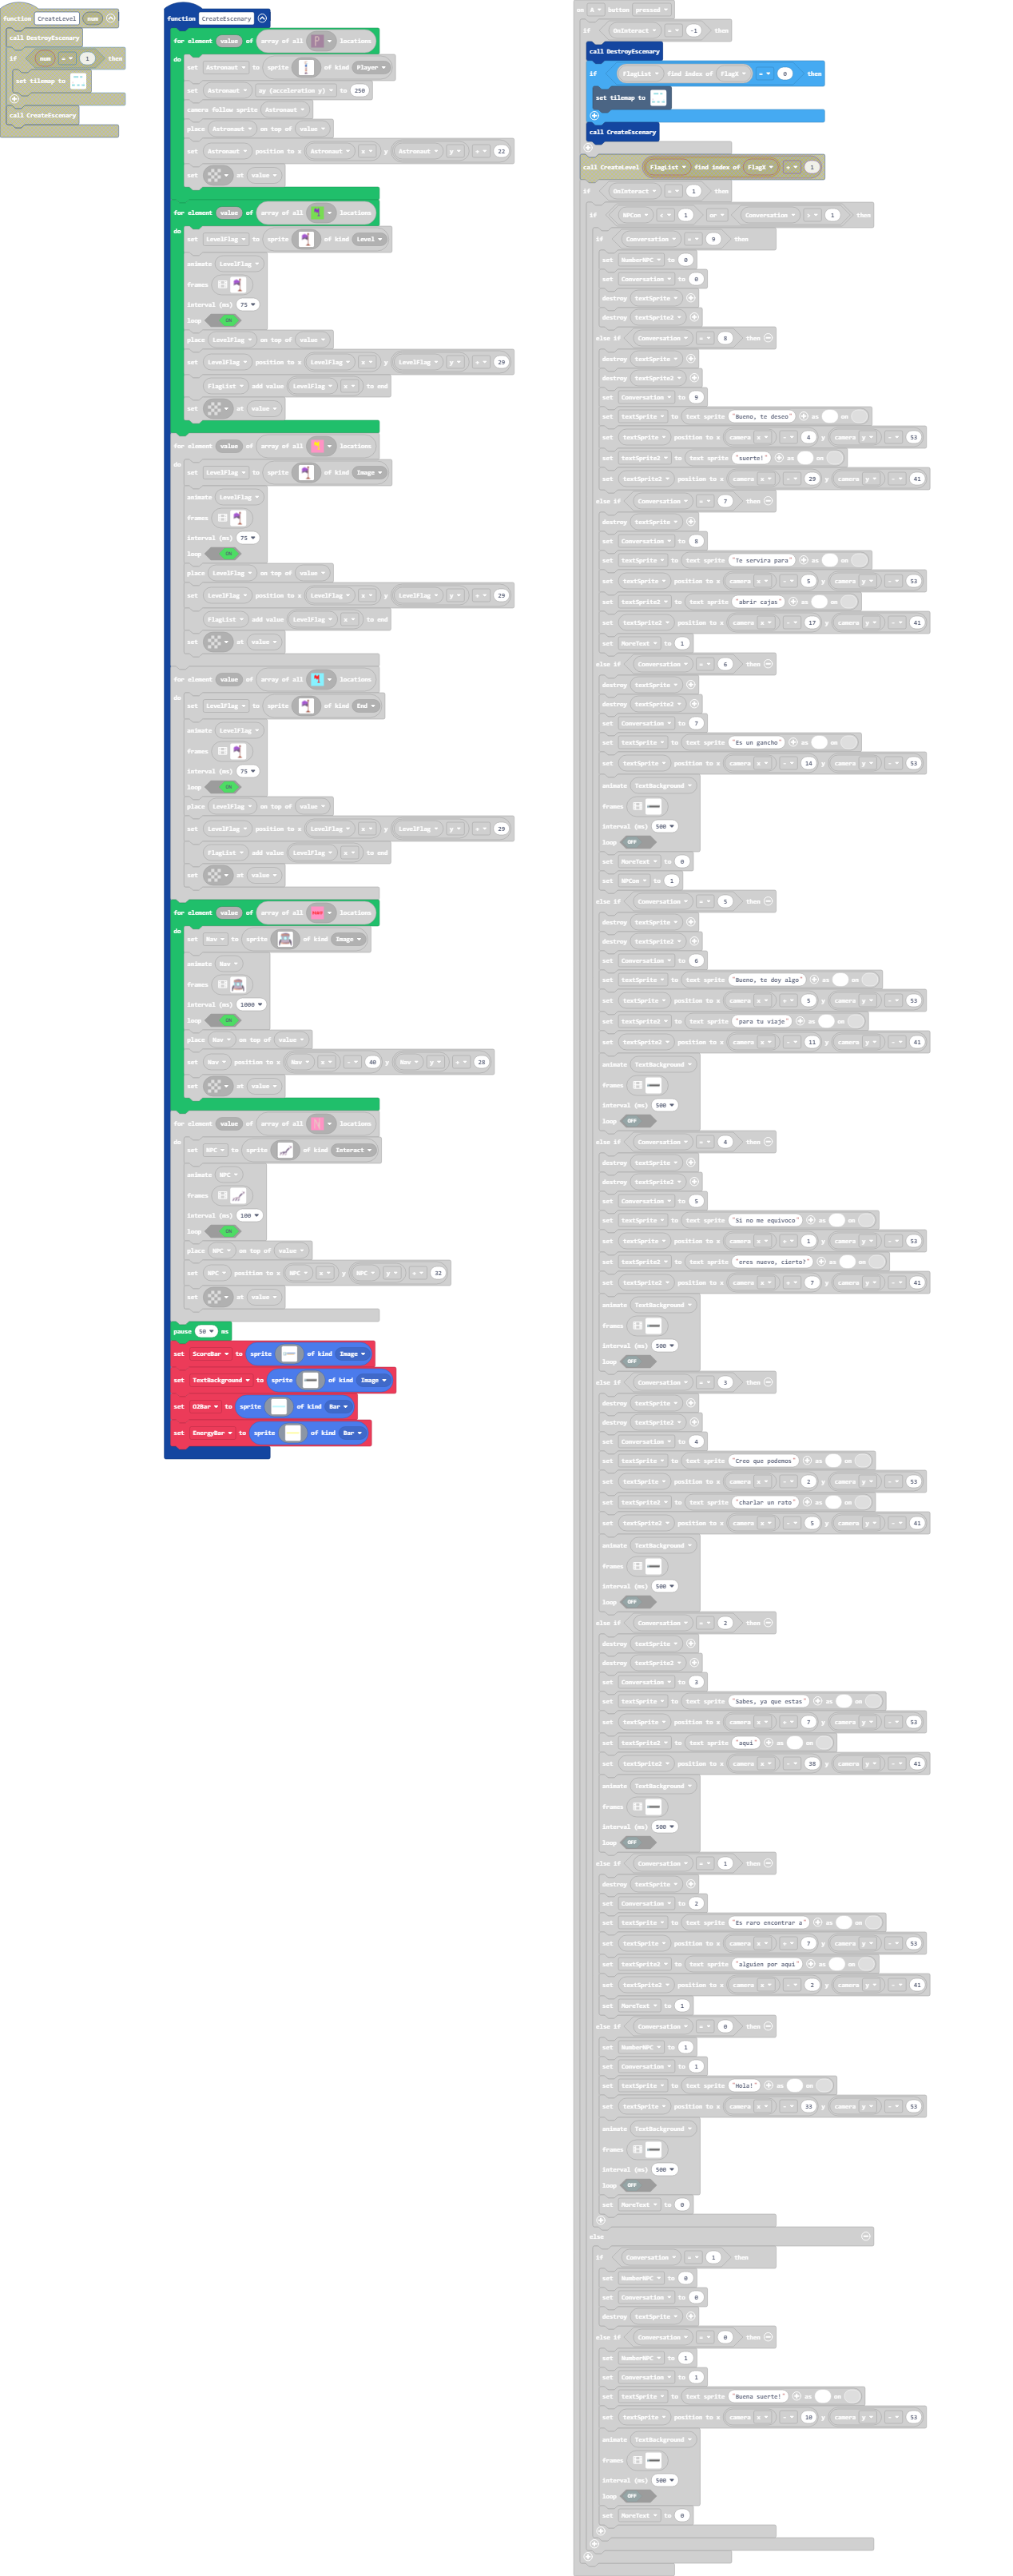 function CreateLevel num
call DestroyEscenary
if num = 1 then
set tilemap to
call CreateEscenary
function CreateEscenary
for element value of array of all P locations
do
set Astronaut to sprite of kind Player
set Astronaut ay (acceleration y) to 250
camera follow sprite Astronaut
place Astronaut on top of value
set Astronaut position to x Astronaut x y Astronaut y + 22
set at value
for element value of array of all locations
do
set LevelFlag to sprite of kind Level
animate LevelFlag
frames
interval (ms) 75
loop ON
place LevelFlag on top of value
set LevelFlag position to x LevelFlag x y LevelFlag y + 29
FlagList add value LevelFlag x to end
set at value
for element value of array of all locations
do
set LevelFlag to sprite of kind Image
animate LevelFlag
frames
interval (ms) 75
loop ON
place LevelFlag on top of value
set LevelFlag position to x LevelFlag x y LevelFlag y + 29
FlagList add value LevelFlag x to end
set at value
for element value of array of all locations
do
set LevelFlag to sprite of kind End
animate LevelFlag
frames
interval (ms) 75
loop ON
place LevelFlag on top of value
set LevelFlag position to x LevelFlag x y LevelFlag y + 29
FlagList add value LevelFlag x to end
set at value
for element value of array of all locations
do
set Nav to sprite of kind Image
animate Nav
frames
interval (ms) 1000
loop ON
place Nav on top of value
set Nav position to x Nav x - 40 y Nav y + 28
set at value
for element value of array of all N locations
do
set NPC to sprite of kind Interact
animate NPC
frames
interval (ms) 100
loop ON
place NPC on top of value
set NPC position to x NPC x y NPC y + 32
set at value
pause 50 ms
set ScoreBar to sprite of kind Image
set TextBackground to sprite of kind Image
set O2Bar to sprite of kind Bar
set EnergyBar to sprite of kind Bar
on A button pressed
if OnInteract = -1 then
call DestroyEscenary
if FlagList find index of FlagX = 0 then
set tilemap to
call CreateEscenary
call CreateLevel FlagList find index of FlagX + 1
if OnInteract = 1 then
if NPCon < 1 or Conversation > 1 then
if Conversation = 9 then
set NumberNPC to 0
set Conversation to 0
destroy textSprite
destroy textSprite2
else if Conversation = 8 then
destroy textSprite
destroy textSprite2
set Conversation to 9
set textSprite to text sprite "Bueno, te deseo" as on
set textSprite position to x camera x - 4 y camera y - 53
set textSprite2 to text sprite "suerte!" as on
set textSprite2 position to x camera x - 29 y camera y - 41
else if Conversation = 7 then
destroy textSprite
set Conversation to 8
set textSprite to text sprite "Te servira para" as on
set textSprite position to x camera x - 5 y camera y - 53
set textSprite2 to text sprite "abrir cajas" as on
set textSprite2 position to x camera x - 17 y camera y - 41
set MoreText to 1
else if Conversation = 6 then
destroy textSprite
destroy textSprite2
set Conversation to 7
set textSprite to text sprite "Es un gancho" as on
set textSprite position to x camera x - 14 y camera y - 53
animate TextBackground
frames
interval (ms) 500
loop OFF
set MoreText to 0
set NPCon to 1
else if Conversation = 5 then
destroy textSprite
destroy textSprite2
set Conversation to 6
set textSprite to text sprite "Bueno, te doy algo" as on
set textSprite position to x camera x + 5 y camera y - 53
set textSprite2 to text sprite "para tu viaje" as on
set textSprite2 position to x camera x - 11 y camera y - 41
animate TextBackground
frames
interval (ms) 500
loop OFF
else if Conversation = 4 then
destroy textSprite
destroy textSprite2
set Conversation to 5
set textSprite to text sprite "Si no me equivoco" as on
set textSprite position to x camera x + 1 y camera y - 53
set textSprite2 to text sprite "eres nuevo, cierto?" as on
set textSprite2 position to x camera x + 7 y camera y - 41
animate TextBackground
frames
interval (ms) 500
loop OFF
else if Conversation = 3 then
destroy textSprite
destroy textSprite2
set Conversation to 4
set textSprite to text sprite "Creo que podemos" as on
set textSprite position to x camera x - 2 y camera y - 53
set textSprite2 to text sprite "charlar un rato" as on
set textSprite2 position to x camera x - 5 y camera y - 41
animate TextBackground
frames
interval (ms) 500
loop OFF
else if Conversation = 2 then
destroy textSprite
destroy textSprite2
set Conversation to 3
set textSprite to text sprite "Sabes, ya que estas" as on
set textSprite position to x camera x + 7 y camera y - 53
set textSprite2 to text sprite "aqui" as on
set textSprite2 position to x camera x - 38 y camera y - 41
animate TextBackground
frames
interval (ms) 500
loop OFF
else if Conversation = 1 then
destroy textSprite
set Conversation to 2
set textSprite to text sprite "Es raro encontrar a" as on
set textSprite position to x camera x + 7 y camera y - 53
set textSprite2 to text sprite "alguien por aqui" as on
set textSprite2 position to x camera x - 2 y camera y - 41
set MoreText to 1
else if Conversation = 0 then
set NumberNPC to 1
set Conversation to 1
set textSprite to text sprite "Hola!" as on
set textSprite position to x camera x - 33 y camera y - 53
animate TextBackground
frames
interval (ms) 500
loop OFF
set MoreText to 0
else
if Conversation = 1 then
set NumberNPC to 0
set Conversation to 0
destroy textSprite
else if Conversation = 0 then
set NumberNPC to 1
set Conversation to 1
set textSprite to text sprite "Buena suerte!" as on
set textSprite position to x camera x - 10 y camera y - 53
animate TextBackground
frames
interval (ms) 500
loop OFF
set MoreText to 0